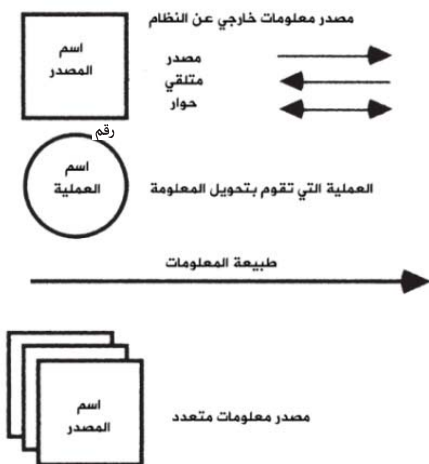 مصدر معلومات خارجي عن النظام
اسم
المصدر
مصدر
متلقي
حوار
رقم
اسم
العملية
العملية التي تقوم بتحويل المعلومة
طبيعة المعلومات
اسم
المصدر
مصدر معلومات متعدد